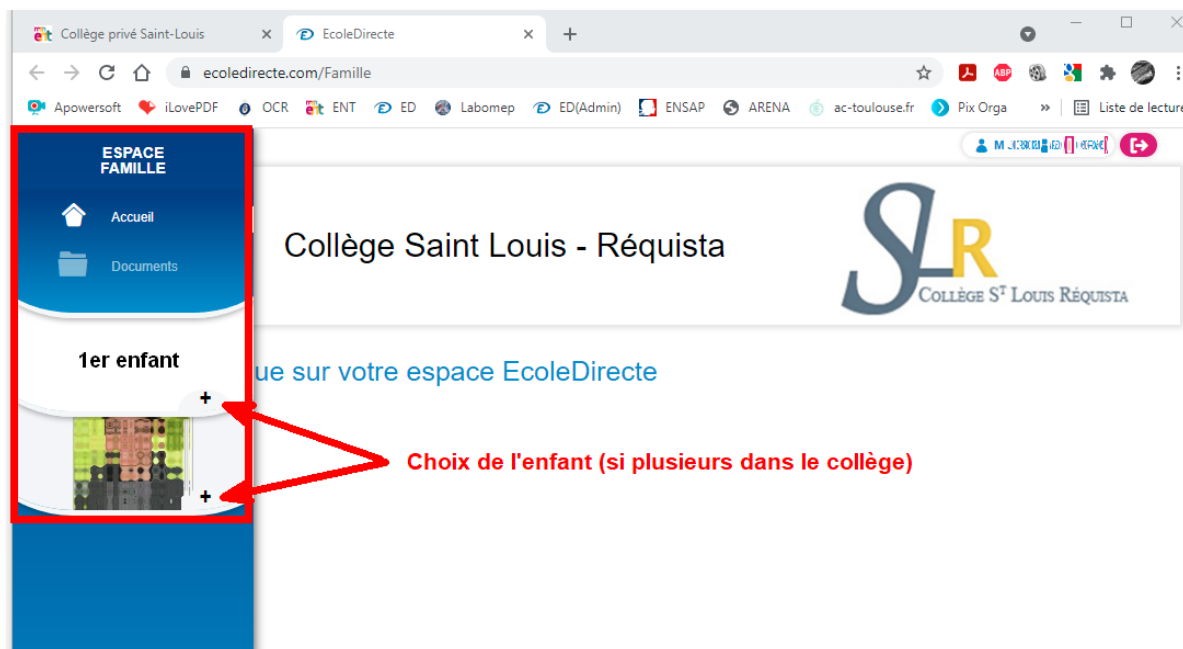 Collège privé Saint-Louis
EcoleDirecte
ecoledirecte.com/Famille
ABP
Apowersoft iLovePDF OCR ENT ED Labomep ED(Admin) ENSAP ARENA ac-toulouse.fr Pix Orga » Liste de lecture
ESPACE
FAMILLE
M
Accueil
Documents
Collège Saint Louis - Réquista
SLR
COLLÈGE ST LOUIS RÉQUISTA
1er enfant
ue sur votre espace EcoleDirecte
+
Choix de l'enfant (si plusieurs dans le collège)
+